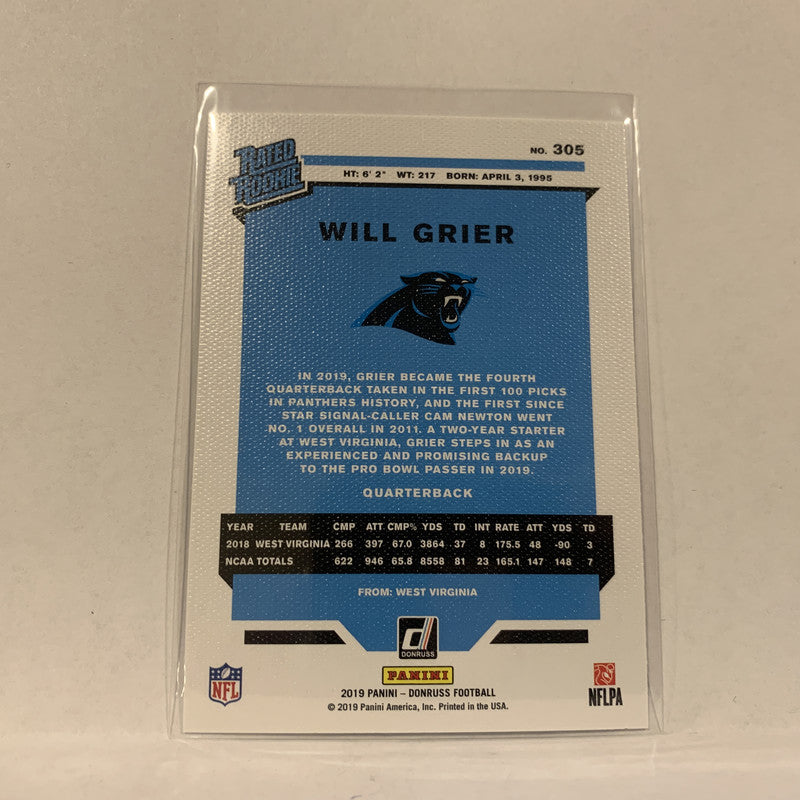 RATED ROOKIE
NO. 305
HT: 6' 2" WT: 217 BORN: APRIL 3, 1995
WILL GRIER
IN 2019, GRIER BECAME THE FOURTH
QUARTERBACK TAKEN IN THE FIRST 100 PICKS
IN PANTHERS HISTORY, AND THE FIRST SINCE
STAR SIGNAL-CALLER CAM NEWTON WENT
NO. 1 OVERALL IN 2011. A TWO-YEAR STARTER
AT WEST VIRGINIA, GRIER STEPS IN AS AN
EXPERIENCED AND PROMISING BACKUP
TO THE PRO BOWL PASSER IN 2019.
QUARTERBACK
YEAR TEAM CMP ATT CMP% YDS TD INT RATE ATT YDS TD
2018 WEST VIRGINIA 266 397 67.0 3864 37 8 175.5 48 -90 3
NCAA TOTALS 622 946 65.8 8558 81 23 165.1 147 148 7
FROM: WEST VIRGINIA
d
DONRUSS
PANINI
NFL
NFLPA
2019 PANINI – DONRUSS FOOTBALL
© 2019 Panini America, Inc. Printed in the USA.